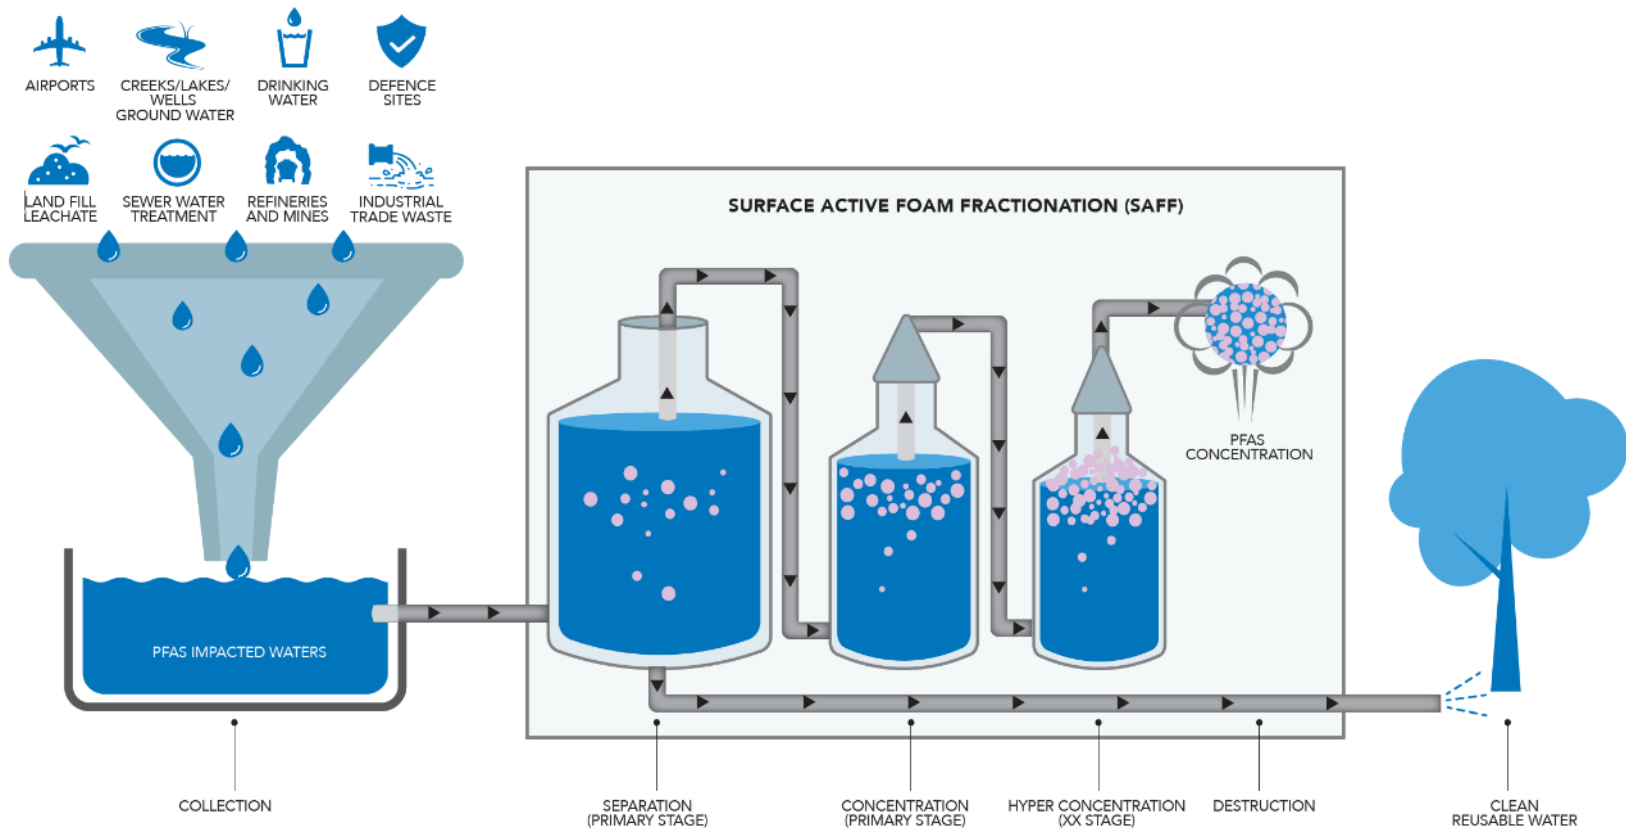 AIRPORTS
CREEKS/LAKES/
WELLS
GROUND WATER
DRINKING
WATER
DEFENCE
SITES
LAND FILL
LEACHATE
SEWER WATER
TREATMENT
REFINERIES
AND MINES
INDUSTRIAL
TRADE WASTE
SURFACE ACTIVE FOAM FRACTIONATION (SAFF)
PFAS
CONCENTRATION
PFAS IMPACTED WATERS
COLLECTION
SEPARATION
(PRIMARY STAGE)
CONCENTRATION
(PRIMARY STAGE)
HYPER CONCENTRATION
(XX STAGE)
DESTRUCTION
CLEAN
REUSABLE WATER